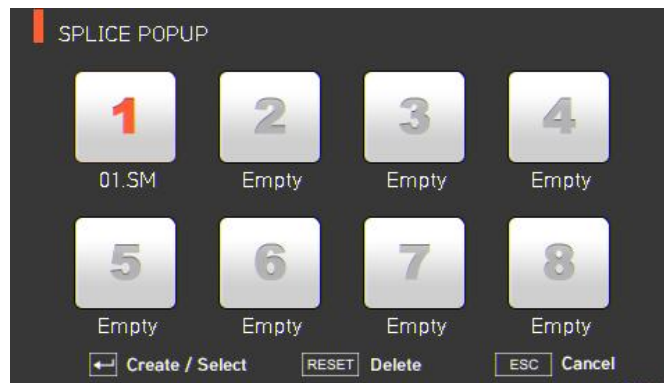 SPLICE POPUP
1 2 3 4
01.SM Empty Empty Empty
5 6 7 8
Empty Empty Empty Empty
Create / Select RESET Delete ESC Cancel